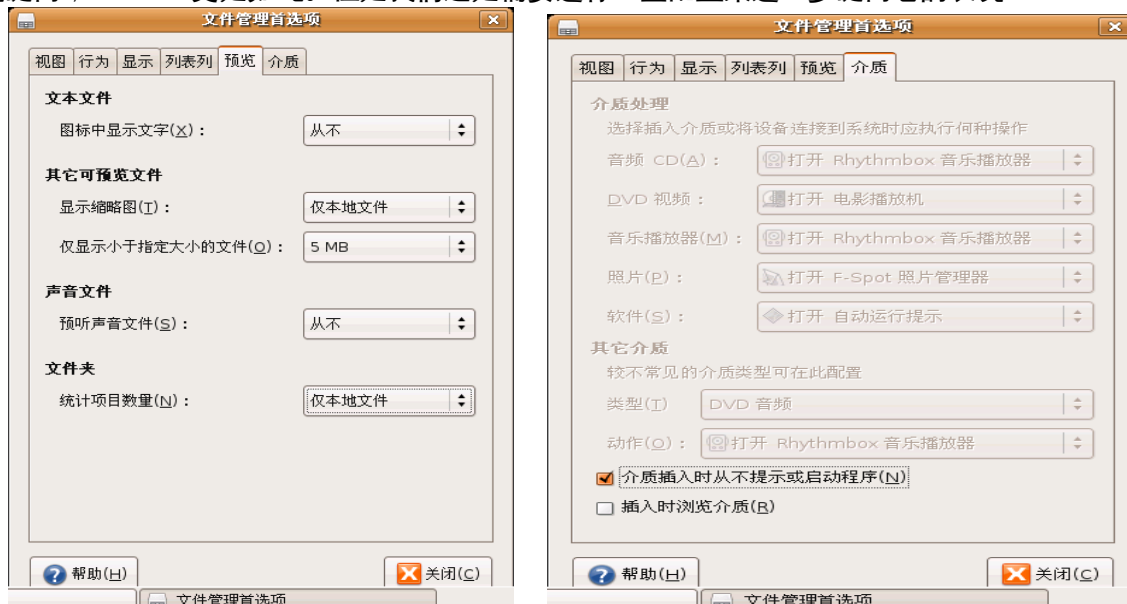 文件管理首选项
视图 行为 显示 列表列 预览 介质
文本文件
图标中显示文字(X)： 从不
其它可预览文件
显示缩略图(T)： 仅本地文件
仅显示小于指定大小的文件(O)： 5 MB
声音文件
预听声音文件(S)： 从不
文件夹
统计项目数量(N)： 仅本地文件
帮助(H) 关闭(C)
文件管理首选项
文件管理首选项
视图 行为 显示 列表列 预览 介质
介质处理
选择插入介质或将设备连接到系统时应执行何种操作
音频 CD(A)： 打开 Rhythmbox 音乐播放器
DVD 视频： 打开 电影播放机
音乐播放器(M)： 打开 Rhythmbox 音乐播放器
照片(P)： 打开 F-Spot 照片管理器
软件(S)： 打开 自动运行提示
其它介质
较不常见的介质类型可在此配置
类型(T) DVD 音频
动作(O)： 打开 Rhythmbox 音乐播放器
介质插入时从不提示或启动程序(N)
插入时浏览介质(B)
帮助(H) 关闭(C)
文件管理首选项